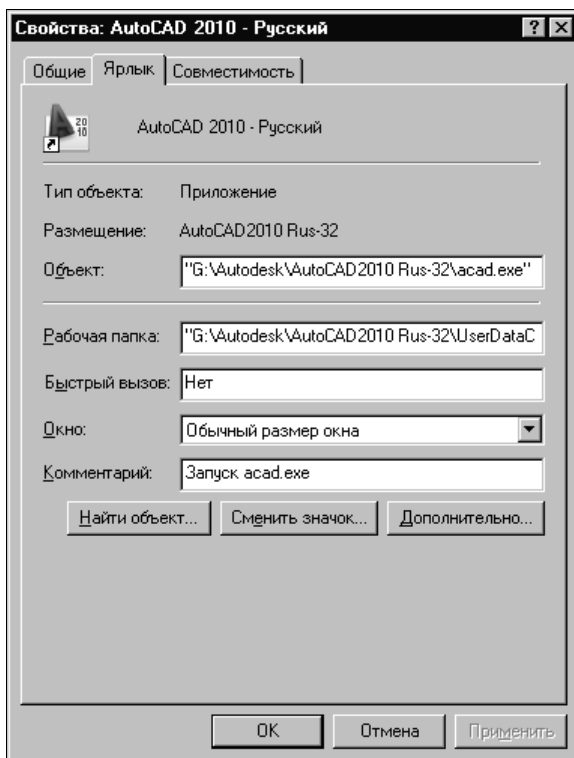 Свойства: AutoCAD 2010 - Русский
Общие Ярлык Совместимость
20
10
AutoCAD 2010 - Русский
Тип объекта: Приложение
Размещение: AutoCAD2010 Rus-32
Объект: "G:\Autodesk\AutoCAD2010 Rus-32\acad.exe"
Рабочая папка: "G:\Autodesk\AutoCAD2010 Rus-32\UserDataC
Быстрый вызов: Нет
Окно: Обычный размер окна
Комментарий: Запуск acad.exe
Найти объект... Сменить значок... Дополнительно...
OK Отмена Применить